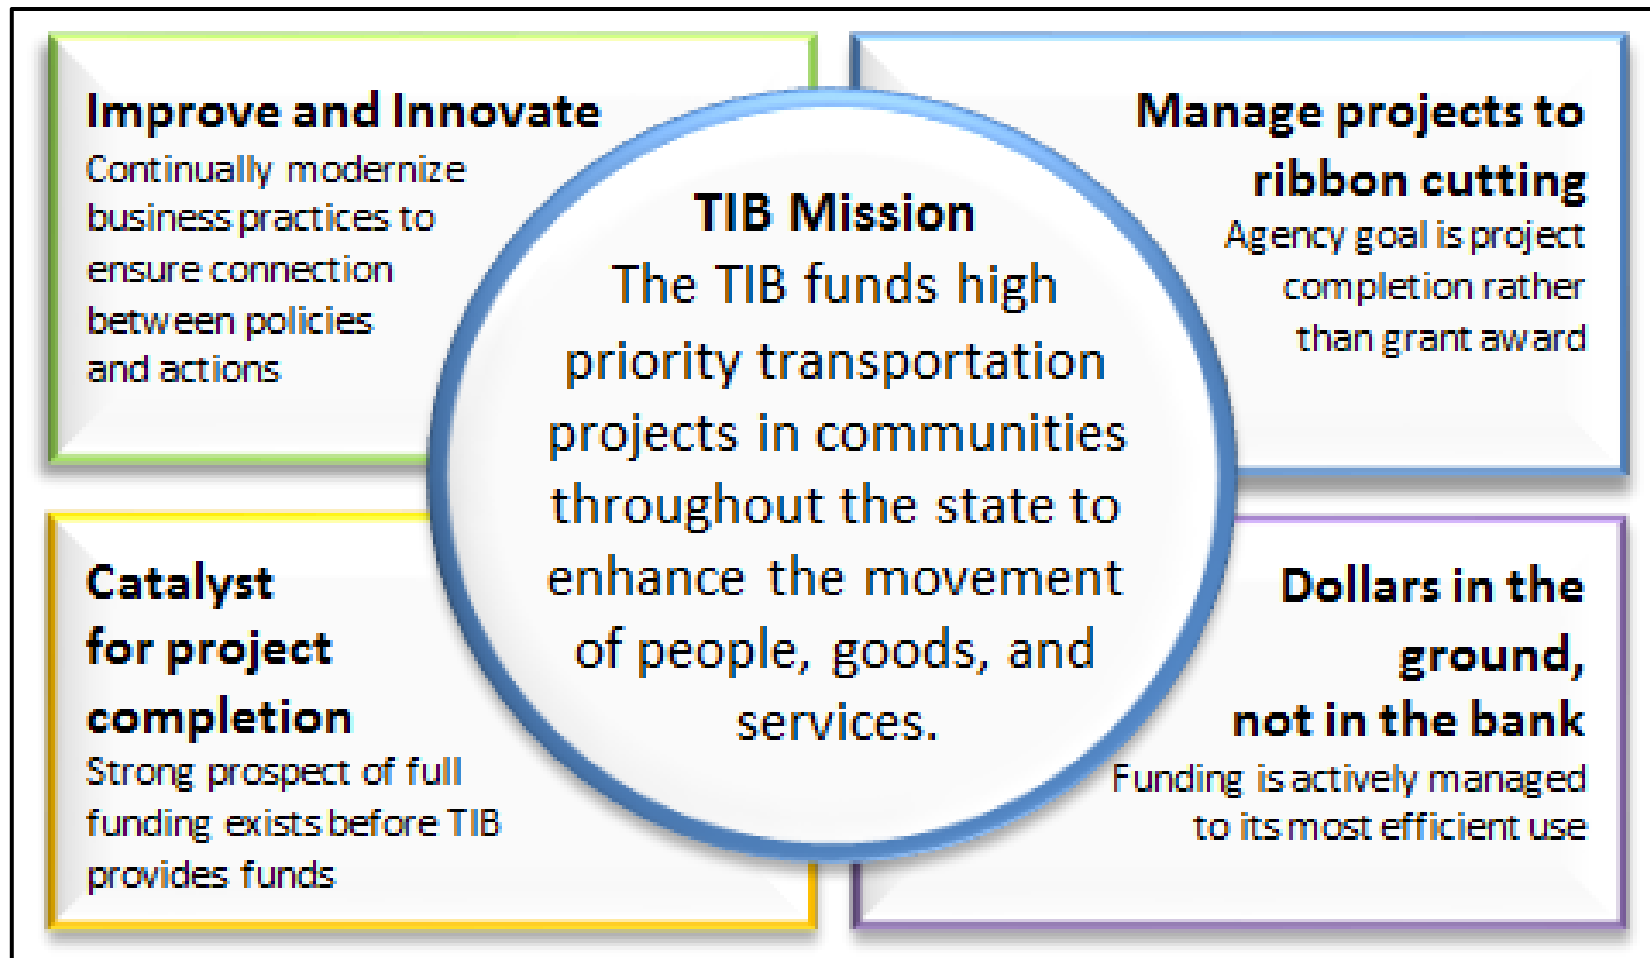 Improve and Innovate
Continually modernize
business practices to
ensure connection
between policies
and actions
Manage projects to
ribbon cutting
Agency goal is project
completion rather
than grant award
TIB Mission
The TIB funds high
priority transportation
projects in communities
throughout the state to
enhance the movement
of people, goods, and
services.
Catalyst
for project
completion
Strong prospect of full
funding exists before TIB
provides funds
Dollars in the
ground,
not in the bank
Funding is actively managed
to its most efficient use